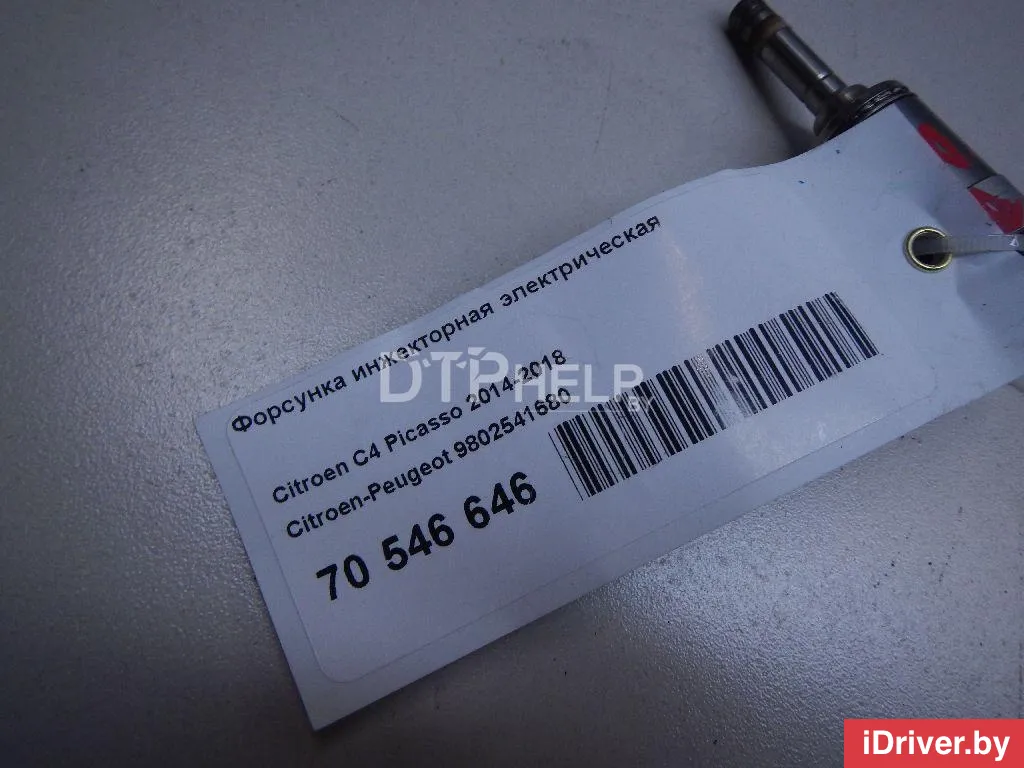 Форсунка инжекторная электрическая
Citroen C4 Picasso 2014-2018
Citroen-Peugeot 9802541680
70 546 646
DTPHELP.BY
iDriver.by